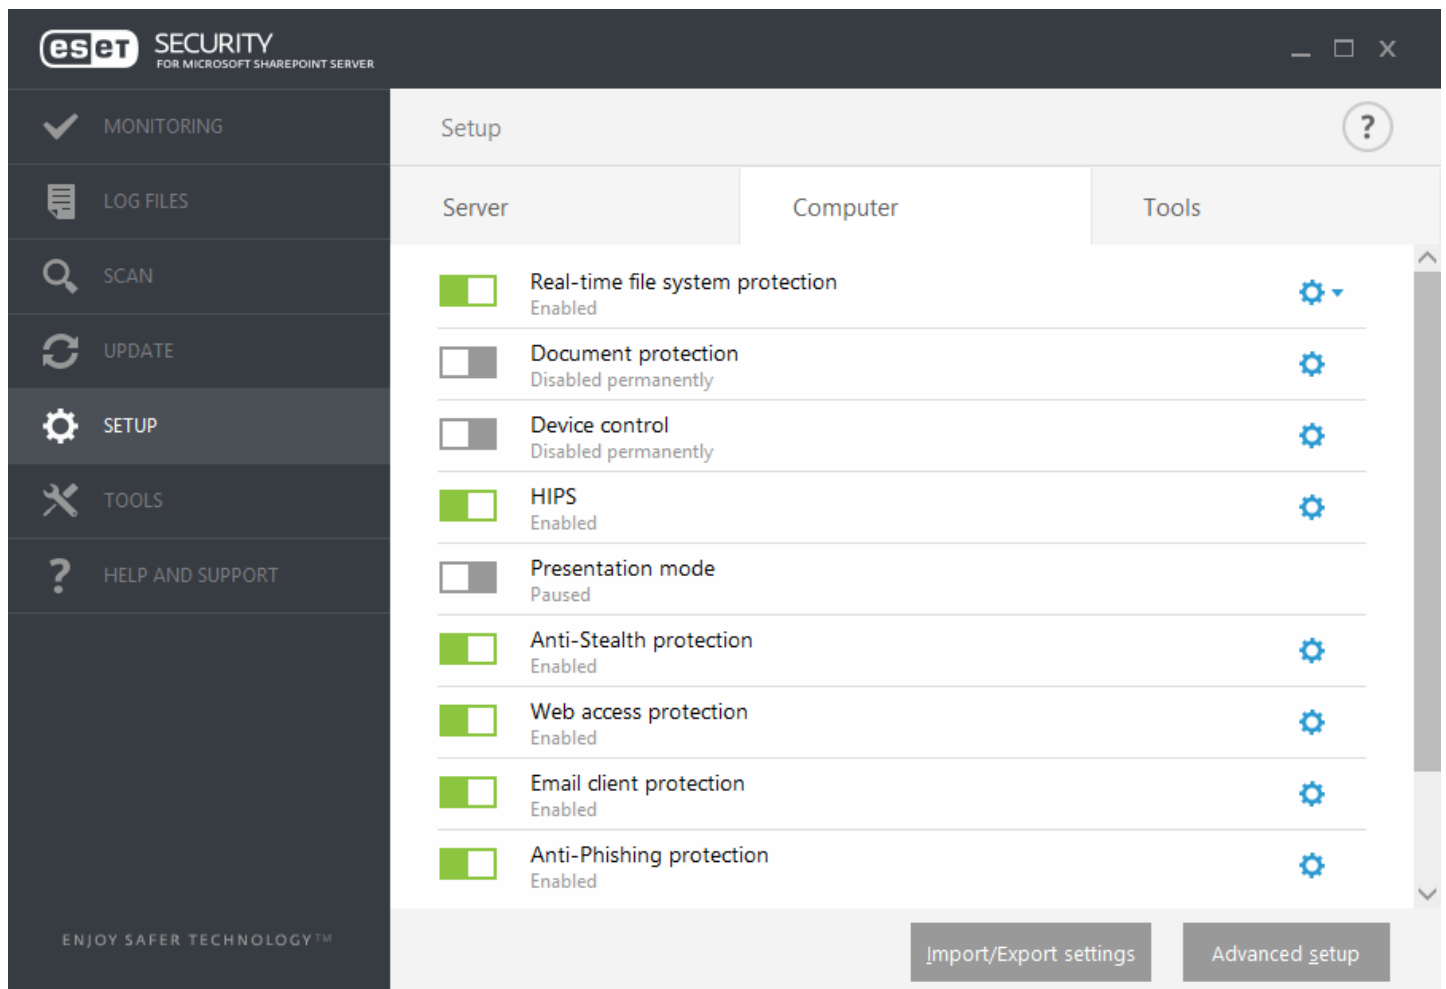 eset SECURITY
FOR MICROSOFT SHAREPOINT SERVER
MONITORING
LOG FILES
SCAN
UPDATE
SETUP
TOOLS
HELP AND SUPPORT
ENJOY SAFER TECHNOLOGY™
Setup
?
Server
Computer
Tools
Real-time file system protection
Enabled
Document protection
Disabled permanently
Device control
Disabled permanently
HIPS
Enabled
Presentation mode
Paused
Anti-Stealth protection
Enabled
Web access protection
Enabled
Email client protection
Enabled
Anti-Phishing protection
Enabled
Import/Export settings
Advanced setup